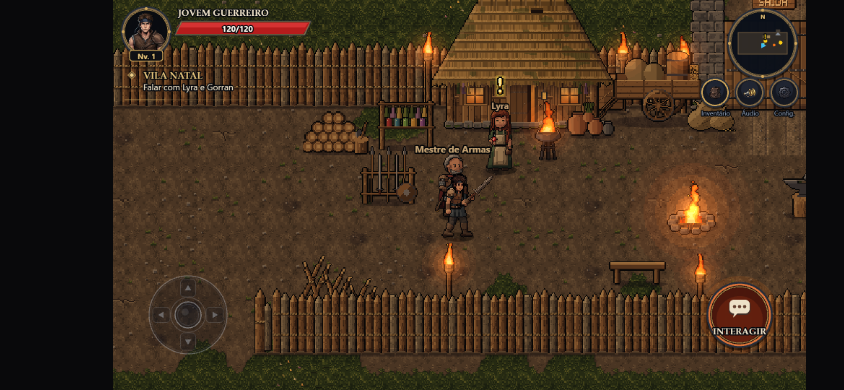 JOVEM GUERREIRO
120/120
Nv. 1
VILA NATAL
Falar com Lyra e Gorran
SAÍDA
N
Inventário
Áudio
Config.
Lyra
Mestre de Armas
INTERAGIR